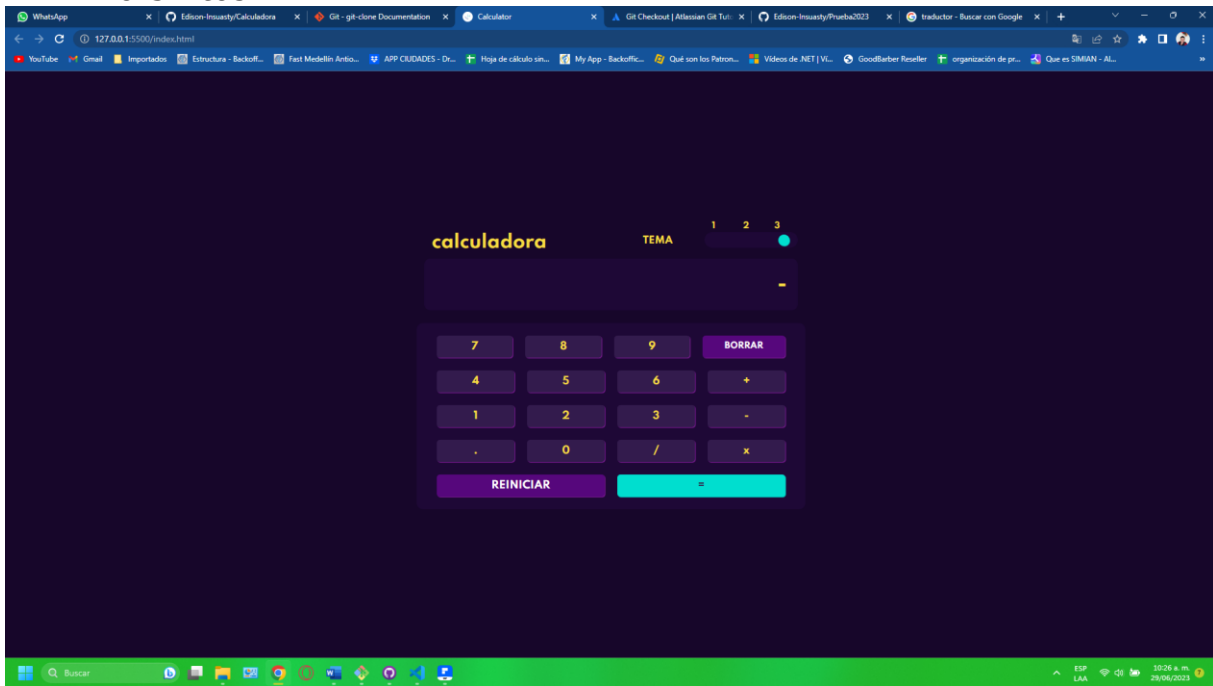 WhatsApp
Edison-Insuasty/Calculadora
Git - git-clone Documentation
Calculator
Git Checkout | Atlassian Git Tuto
Edison-Insuasty/Prueba2023
traductor - Buscar con Google
127.0.0.1:5500/index.html
YouTube
Gmail
Importados
Estructura - Backoff...
Fast Medellín Antio...
APP CIUDADES - Dr...
Hoja de cálculo sin...
My App - Backoffic...
Qué son los Patron...
Vídeos de .NET | Vi...
GoodBarber Reseller
organización de pr...
Que es SIMIAN - Al...
»
1 2 3
calculadora TEMA
-
7 8 9 BORRAR
4 5 6 +
1 2 3 -
. 0 / x
REINICIAR =
Buscar
ESP
LAA
10:26 a. m.
29/06/2023